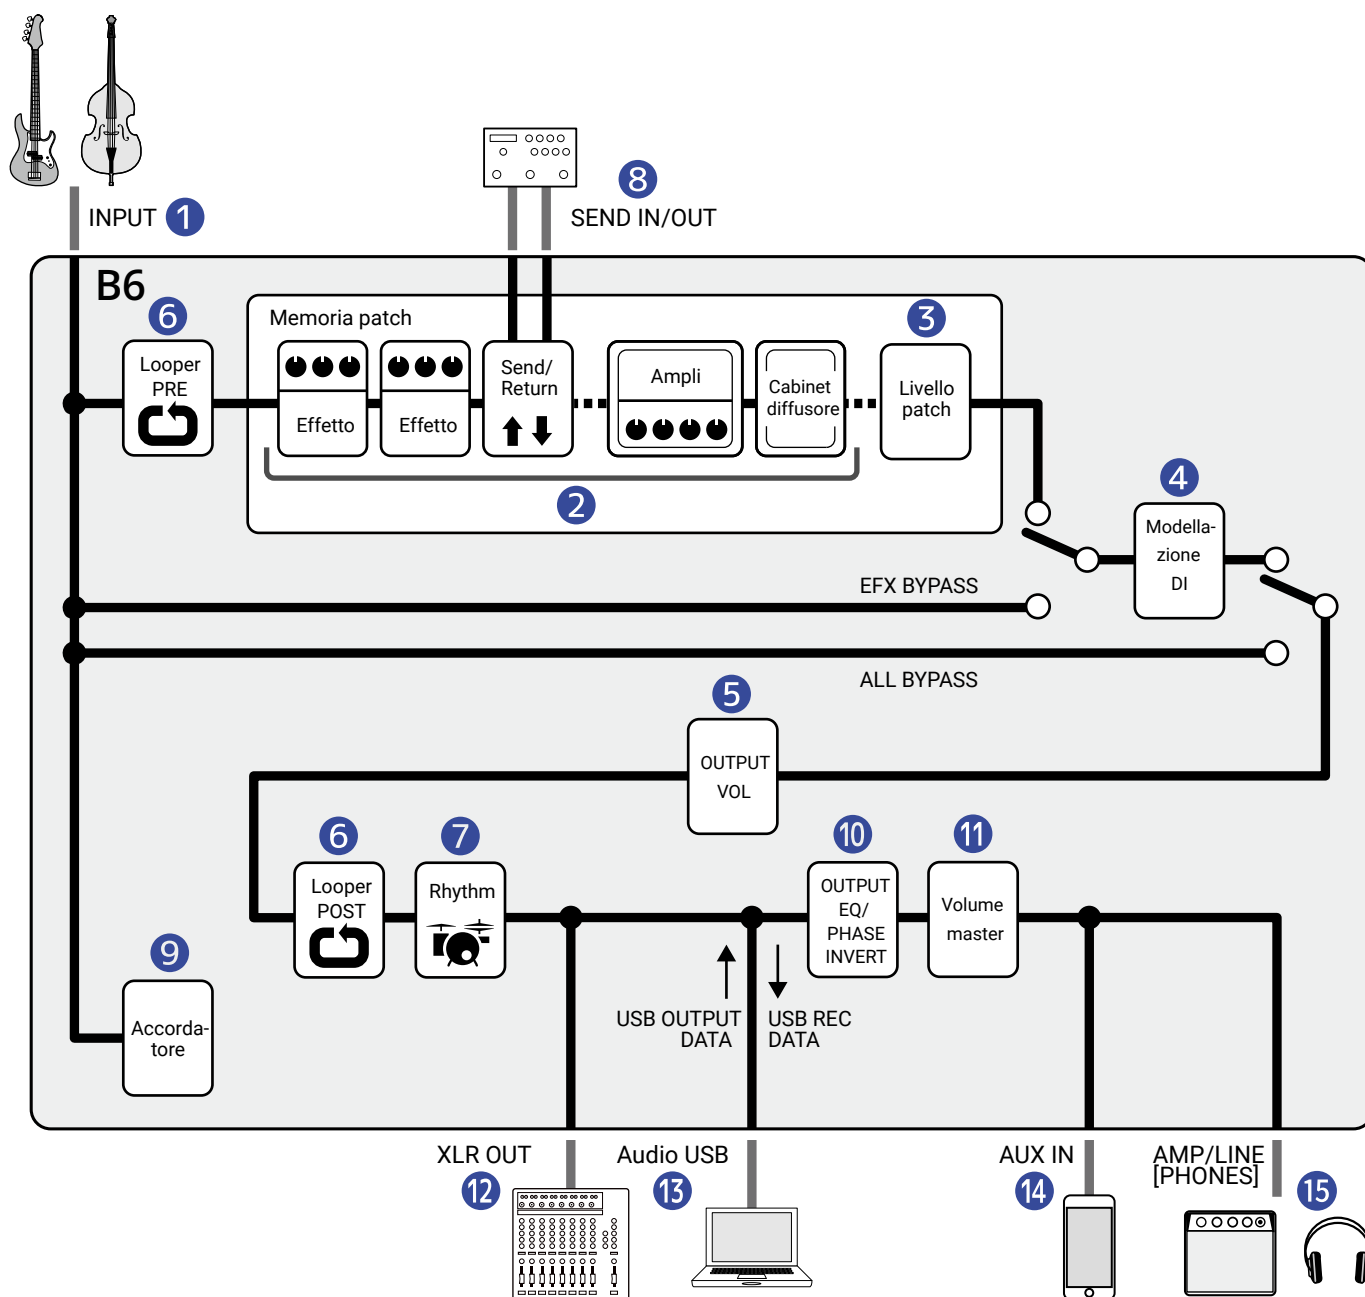 INPUT 1
8
SEND IN/OUT
B6
6
Looper
PRE
Memoria patch
Effetto
Effetto
Send/
Return
Ampli
Cabinet
diffusore
3
Livello
patch
2
4
Modella-
zione
DI
EFX BYPASS
ALL BYPASS
5
OUTPUT
VOL
6
Looper
POST
7
Rhythm
10
OUTPUT
EQ/
PHASE
INVERT
11
Volume
master
9
Accorda-
tore
USB OUTPUT
DATA
USB REC
DATA
XLR OUT
12
Audio USB
13
AUX IN
14
AMP/LINE
[PHONES]
15